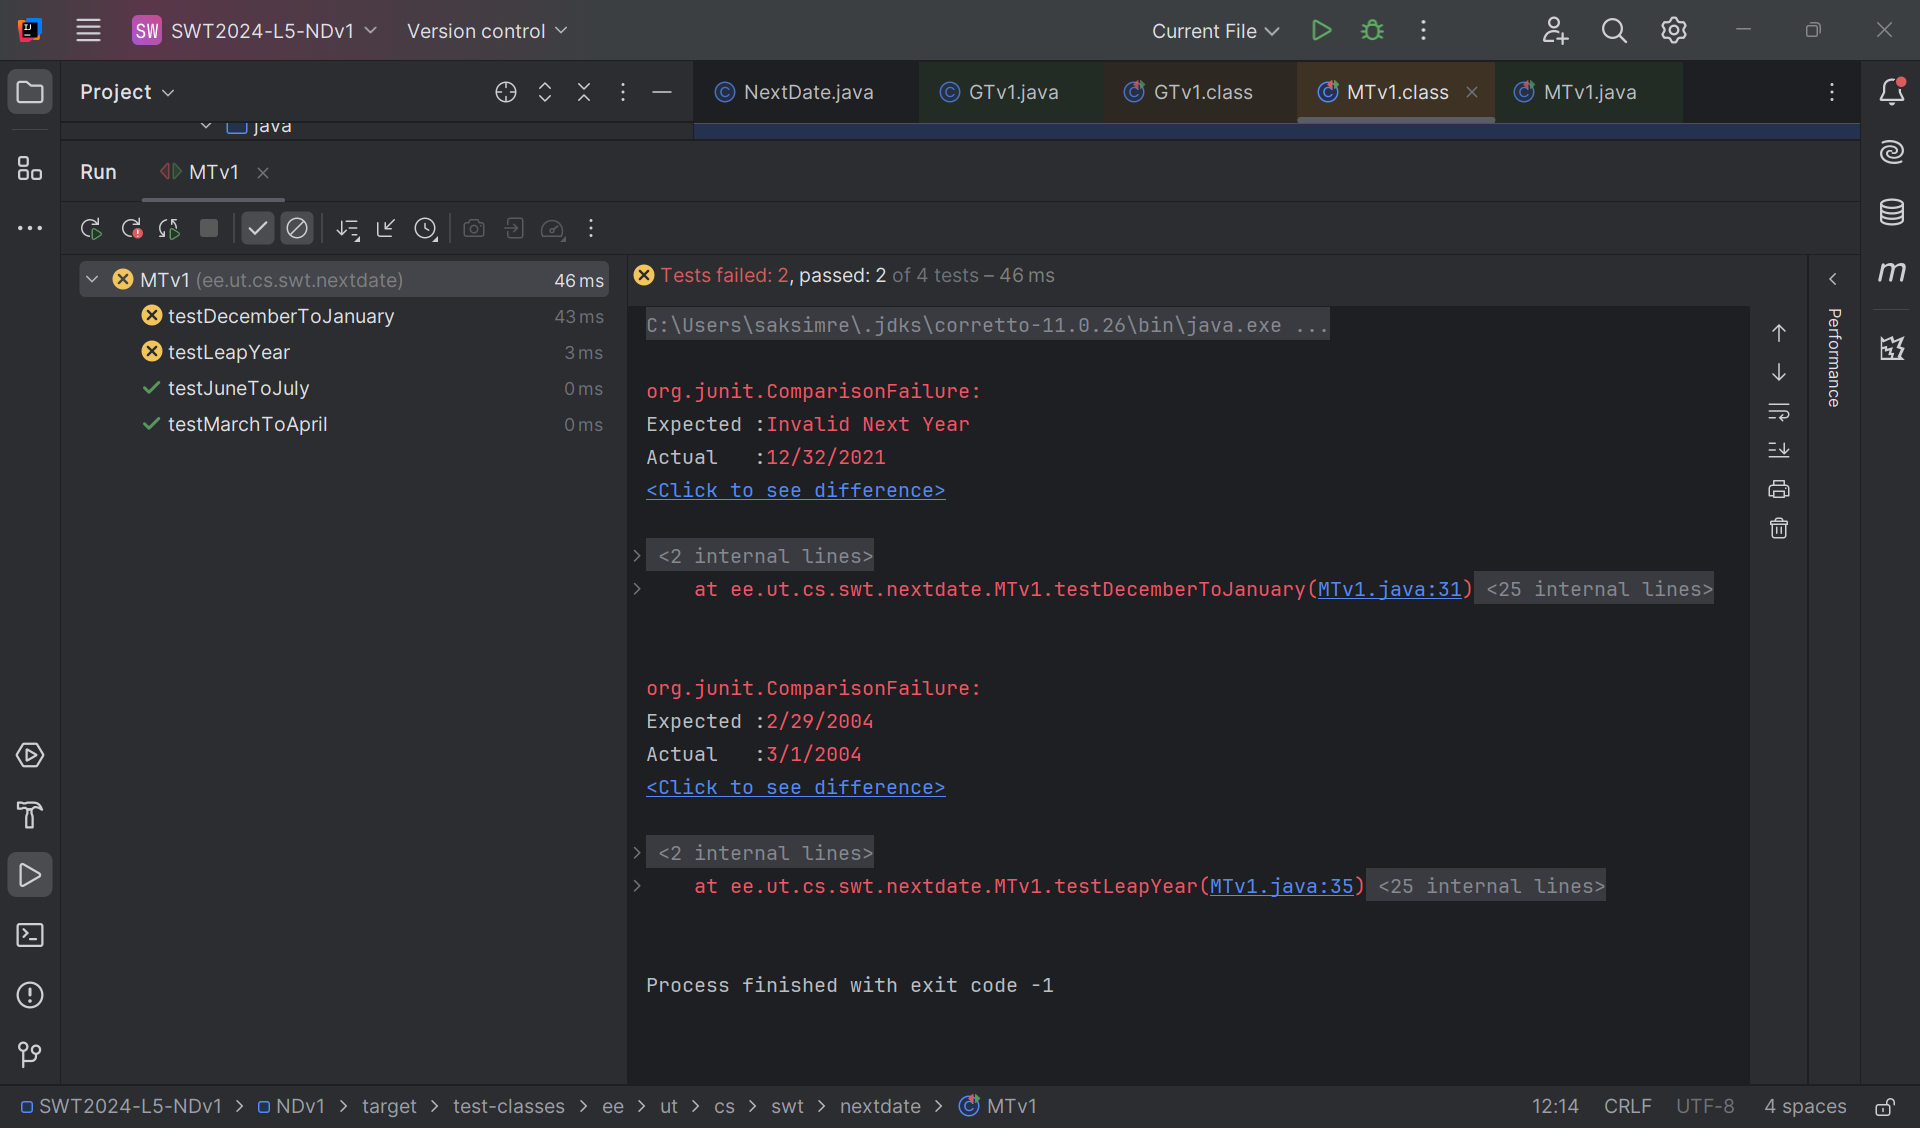 SW SWT2024-L5-NDv1 Version control Current File
Project NextDate.java GTv1.java GTv1.class MTv1.class MTv1.java
java
Run MTv1
MTv1 (ee.ut.cs.swt.nextdate) 46 ms
testDecemberToJanuary 43 ms
testLeapYear 3 ms
testJuneToJuly 0 ms
testMarchToApril 0 ms
Tests failed: 2, passed: 2 of 4 tests – 46 ms
C:\Users\saksimre\.jdks\corretto-11.0.26\bin\java.exe ...
org.junit.ComparisonFailure:
Expected :Invalid Next Year
Actual   :12/32/2021
<Click to see difference>
<2 internal lines>
at ee.ut.cs.swt.nextdate.MTv1.testDecemberToJanuary(MTv1.java:31) <25 internal lines>
org.junit.ComparisonFailure:
Expected :2/29/2004
Actual   :3/1/2004
<Click to see difference>
<2 internal lines>
at ee.ut.cs.swt.nextdate.MTv1.testLeapYear(MTv1.java:35) <25 internal lines>
Process finished with exit code -1
Performance
m
SWT2024-L5-NDv1 > NDv1 > target > test-classes > ee > ut > cs > swt > nextdate > MTv1 12:14 CRLF UTF-8 4 spaces